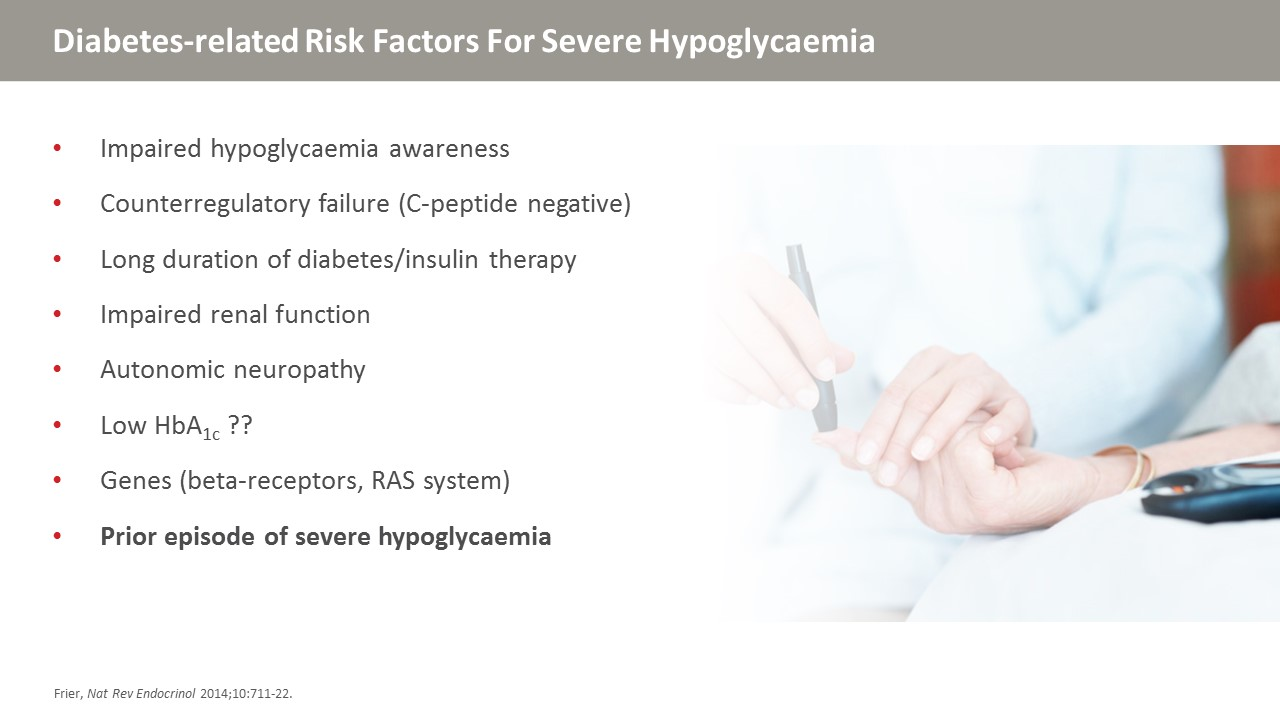 Diabetes-related Risk Factors For Severe Hypoglycaemia
• Impaired hypoglycaemia awareness
• Counterregulatory failure (C-peptide negative)
• Long duration of diabetes/insulin therapy
• Impaired renal function
• Autonomic neuropathy
• Low HbA1c ??
• Genes (beta-receptors, RAS system)
• Prior episode of severe hypoglycaemia
Frier, Nat Rev Endocrinol 2014;10:711-22.